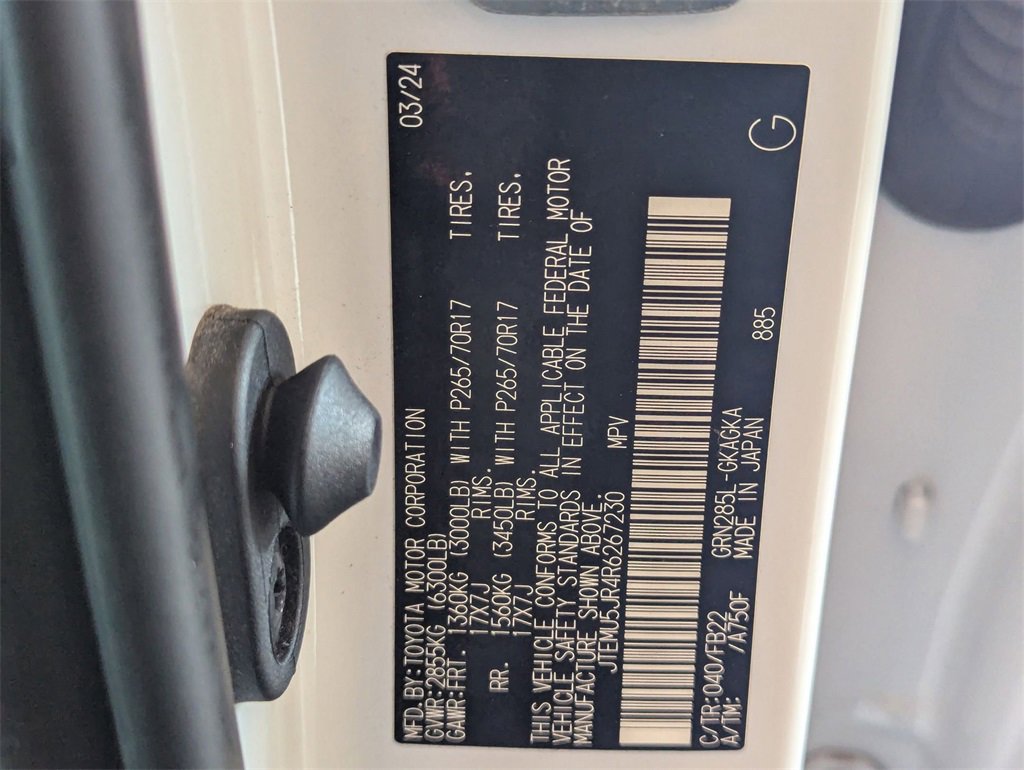 MFD.BY:TOYOTA MOTOR CORPORATION 03/24
GVWR:2855KG (6300LB)
GAWR:FRT. 1360KG (3000LB) WITH P265/70R17 TIRES,
17X7J RIMS.
RR. 1560KG (3450LB) WITH P265/70R17 TIRES,
17X7J RIMS.
THIS VEHICLE CONFORMS TO ALL APPLICABLE FEDERAL MOTOR
VEHICLE SAFETY STANDARDS IN EFFECT ON THE DATE OF
MANUFACTURE SHOWN ABOVE.
JTEMU5JR4R6267230 MPV
C/TR:040/FB22 GRN285L-GKAGKA 885
A/TM: /A750F MADE IN JAPAN G